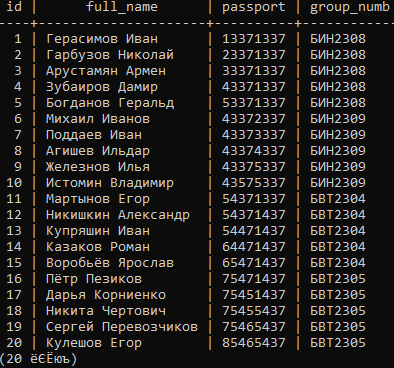 id | full_name | passport | group_numb
----+----------------------+----------+------------
1 | Герасимов Иван | 13371337 | БИН2308
2 | Гарбузов Николай | 23371337 | БИН2308
3 | Арустамян Армен | 33371337 | БИН2308
4 | Зубаиров Дамир | 43371337 | БИН2308
5 | Богданов Геральд | 53371337 | БИН2308
6 | Михаил Иванов | 43372337 | БИН2309
7 | Поддаев Иван | 43373337 | БИН2309
8 | Агишев Ильдар | 43374337 | БИН2309
9 | Железнов Илья | 43375337 | БИН2309
10 | Истомин Владимир | 43575337 | БИН2309
11 | Мартынов Егор | 54371337 | БВТ2304
12 | Никишкин Александр | 54371437 | БВТ2304
13 | Купряшин Иван | 54471437 | БВТ2304
14 | Казаков Роман | 64471437 | БВТ2304
15 | Воробьёв Ярослав | 65471437 | БВТ2304
16 | Пётр Пезиков | 75471437 | БВТ2305
17 | Дарья Корниенко | 75451437 | БВТ2305
18 | Никита Чертович | 75455437 | БВТ2305
19 | Сергей Перевозчиков | 75465437 | БВТ2305
20 | Кулешов Егор | 85465437 | БВТ2305
(20 ёЄЁюъ)